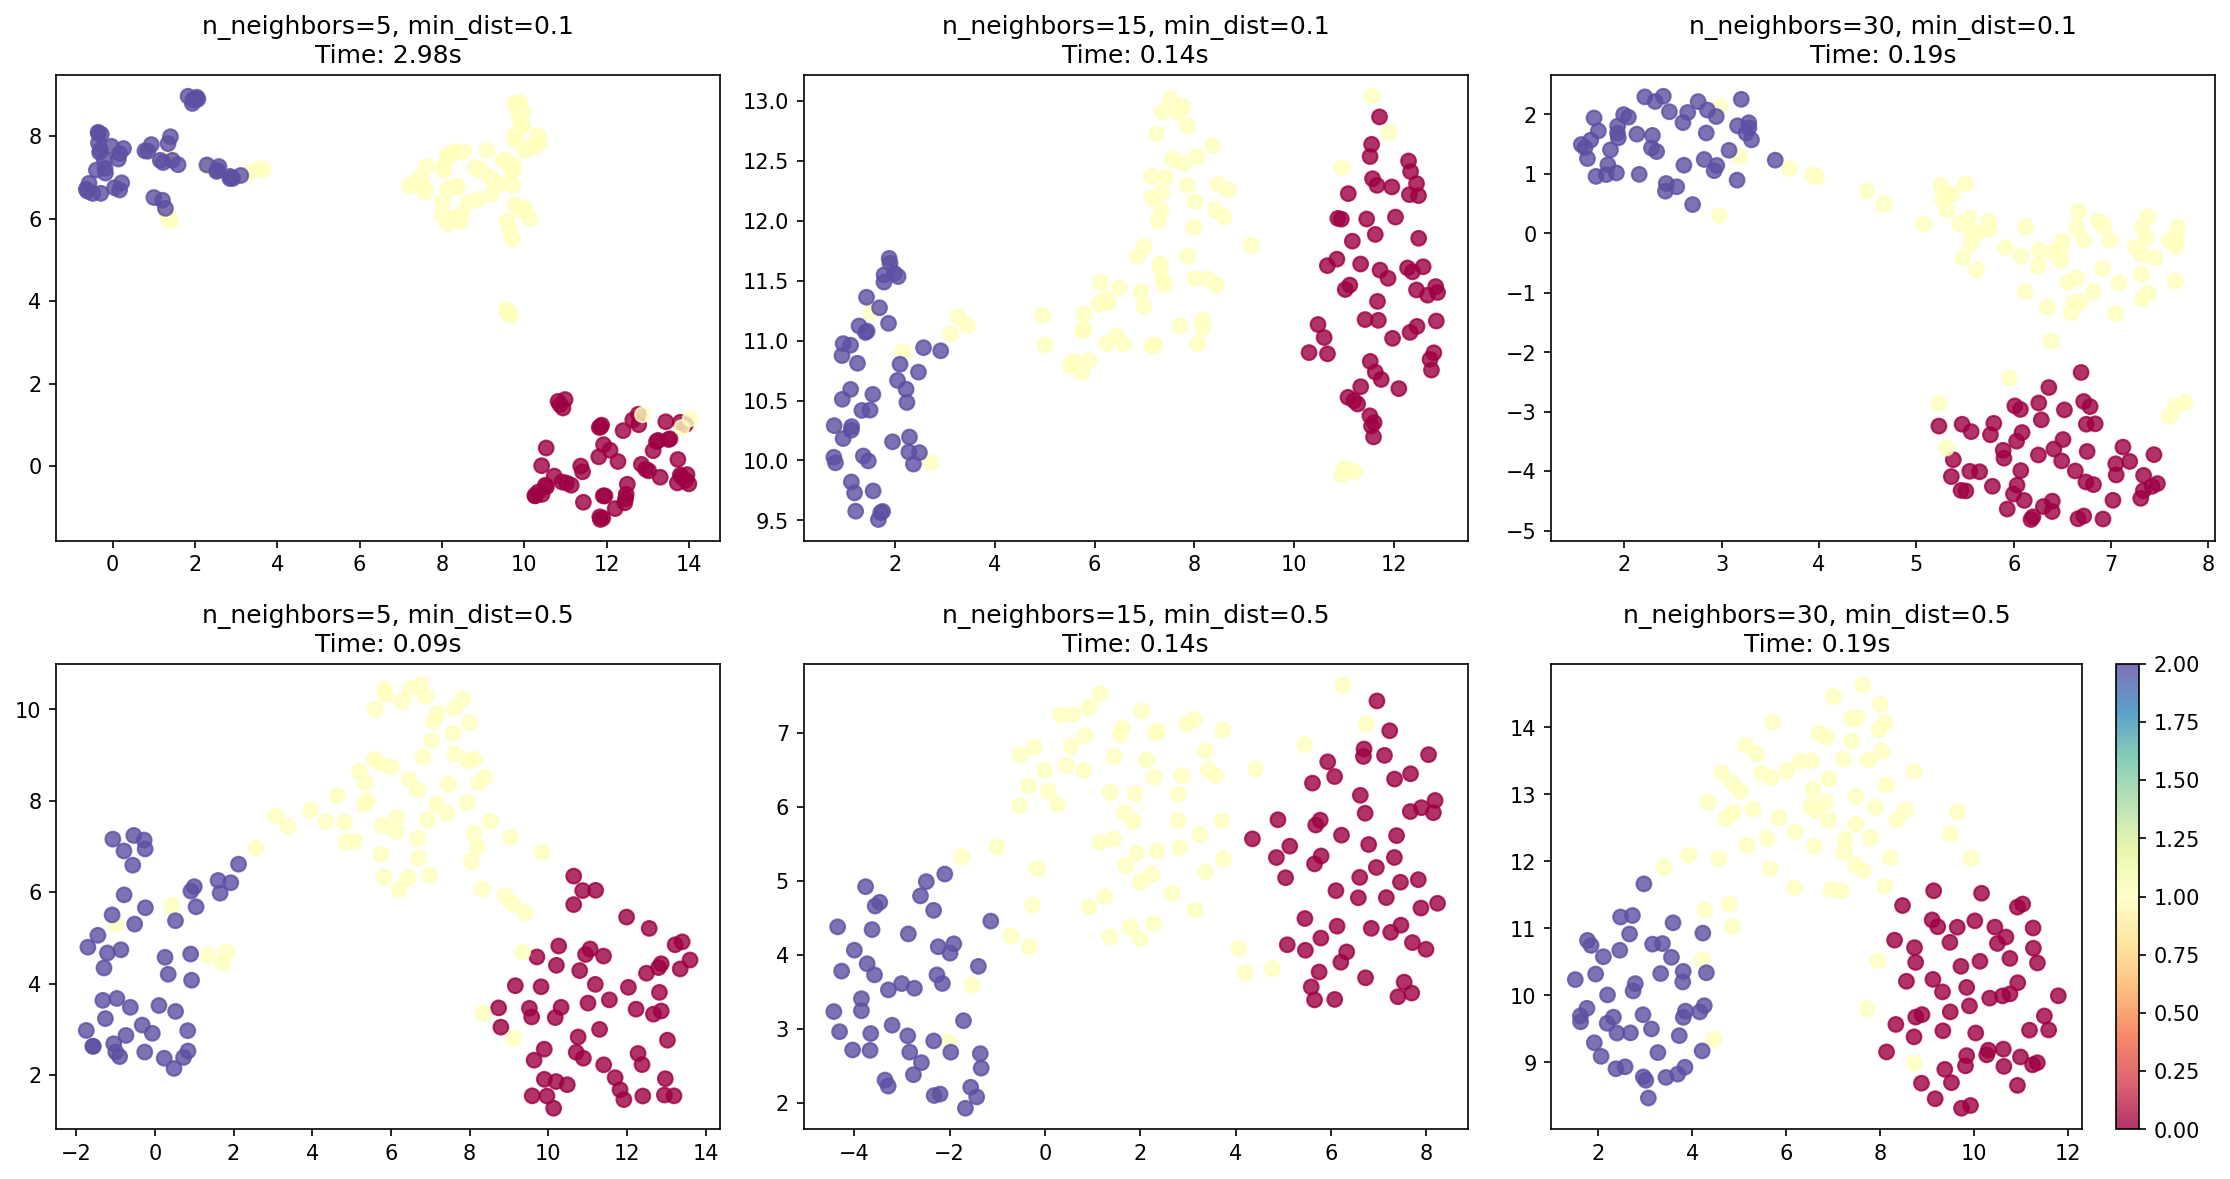 n_neighbors=5, min_dist=0.1
Time: 2.98s
8
6
4
2
0
0 2 4 6 8 10 12 14
n_neighbors=15, min_dist=0.1
Time: 0.14s
13.0
12.5
12.0
11.5
11.0
10.5
10.0
9.5
2 4 6 8 10 12
n_neighbors=30, min_dist=0.1
Time: 0.19s
2
1
0
−1
−2
−3
−4
−5
2 3 4 5 6 7 8
n_neighbors=5, min_dist=0.5
Time: 0.09s
10
8
6
4
2
−2 0 2 4 6 8 10 12 14
n_neighbors=15, min_dist=0.5
Time: 0.14s
7
6
5
4
3
2
−4 −2 0 2 4 6 8
n_neighbors=30, min_dist=0.5
Time: 0.19s
14
13
12
11
10
9
2 4 6 8 10 12
2.00
1.75
1.50
1.25
1.00
0.75
0.50
0.25
0.00